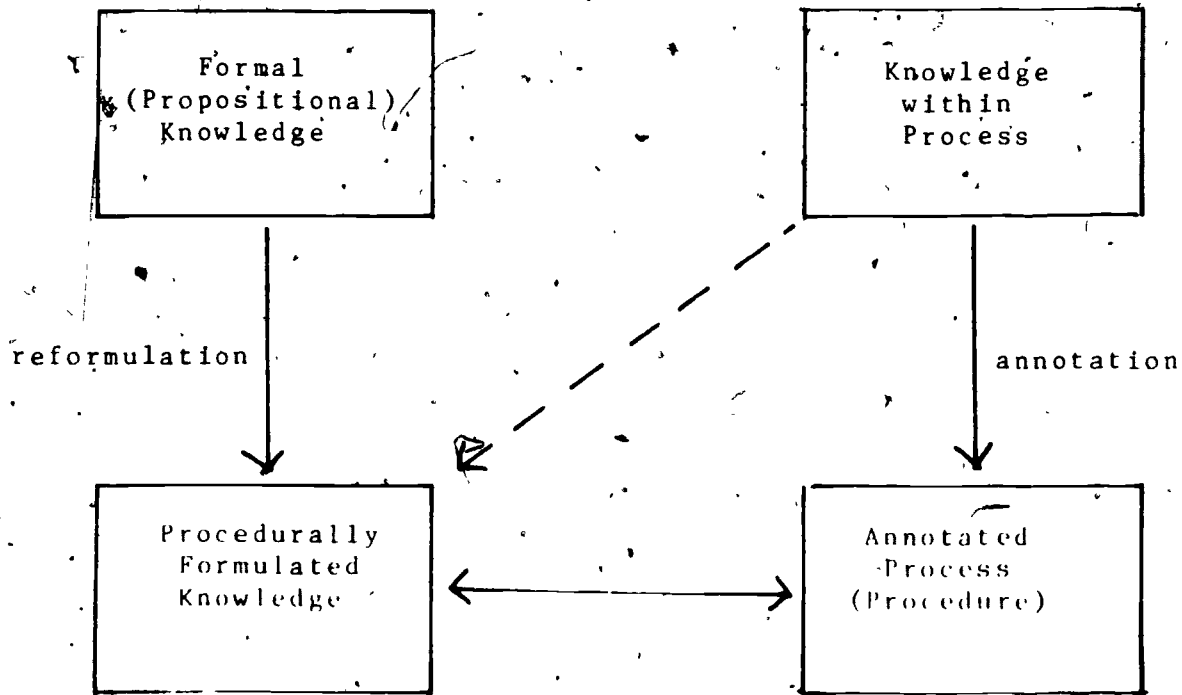 Formal
(Propositional)
Knowledge
Knowledge
within
Process
reformulation
annotation
Procedurally
Formulated
Knowledge
Annotated
Process
(Procedure)